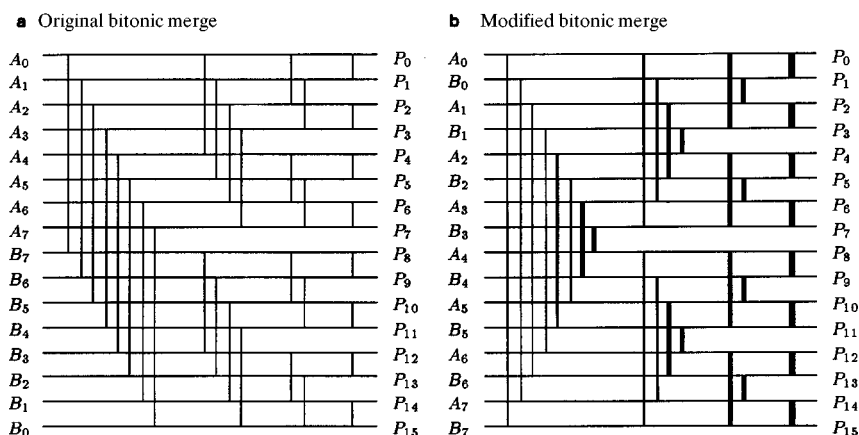 a Original bitonic merge
b Modified bitonic merge
A0 P0 A0 P0
A1 P1 B0 P1
A2 P2 A1 P2
A3 P3 B1 P3
A4 P4 A2 P4
A5 P5 B2 P5
A6 P6 A3 P6
A7 P7 B3 P7
B7 P8 A4 P8
B6 P9 B4 P9
B5 P10 A5 P10
B4 P11 B5 P11
B3 P12 A6 P12
B2 P13 B6 P13
B1 P14 A7 P14
B0 P15 B7 P15